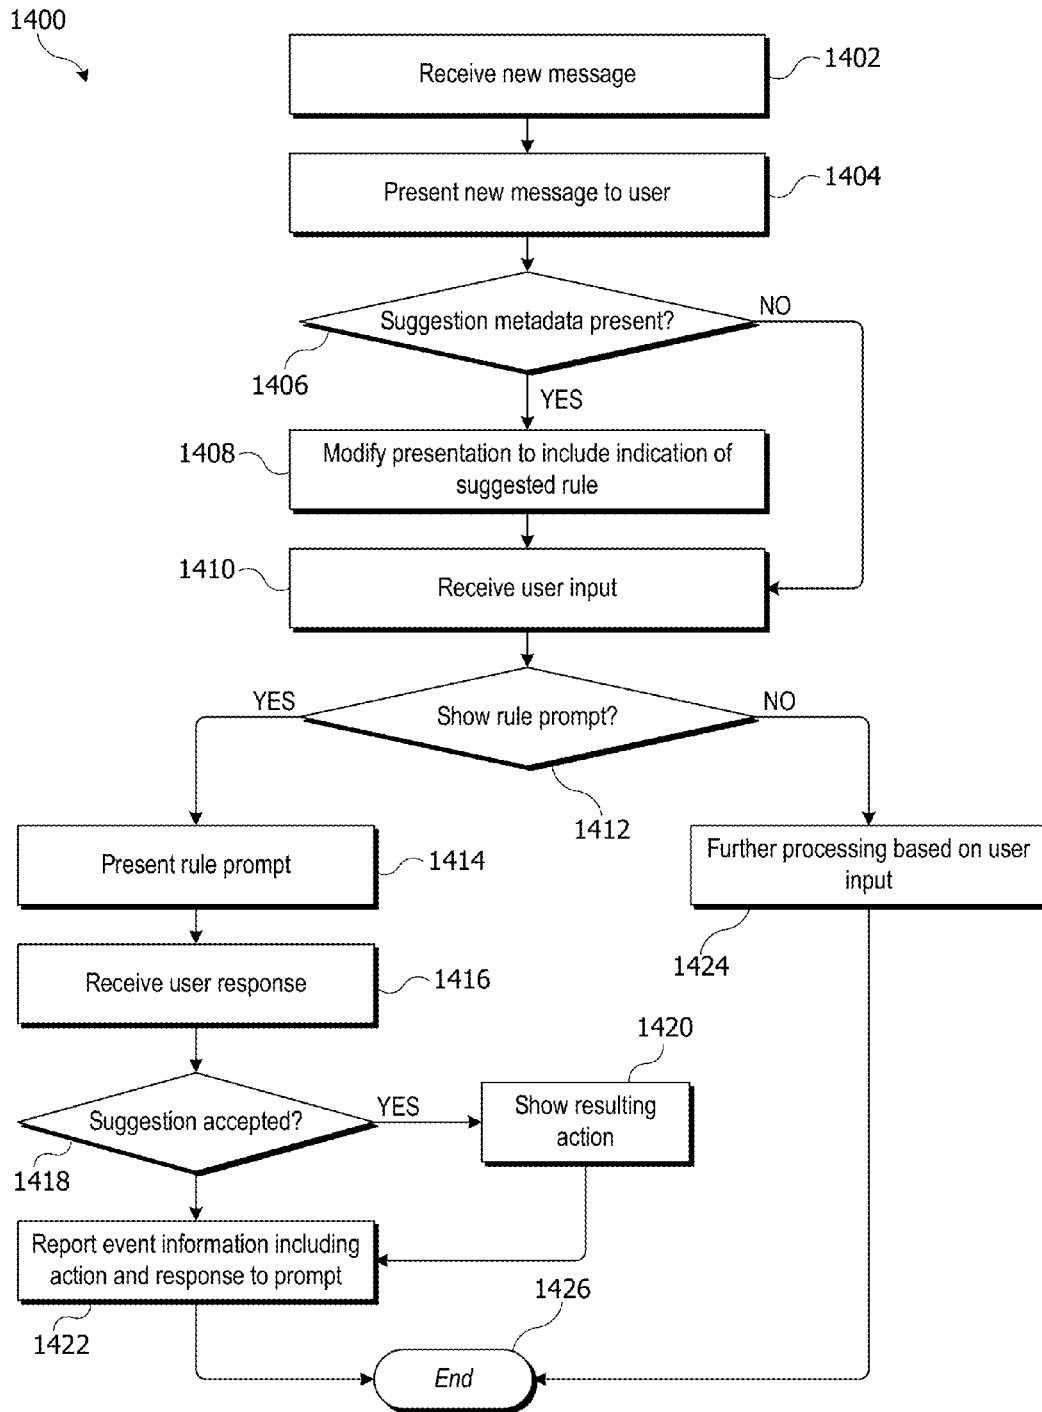 1400
Receive new message
1402
Present new message to user
1404
Suggestion metadata present?
NO
1406
YES
1408
Modify presentation to include indication of
suggested rule
1410
Receive user input
YES
Show rule prompt?
NO
1412
Present rule prompt
1414
Further processing based on user
input
1424
Receive user response
1416
1420
Suggestion accepted?
YES
Show resulting
action
1418
Report event information including
action and response to prompt
1422
1426
End